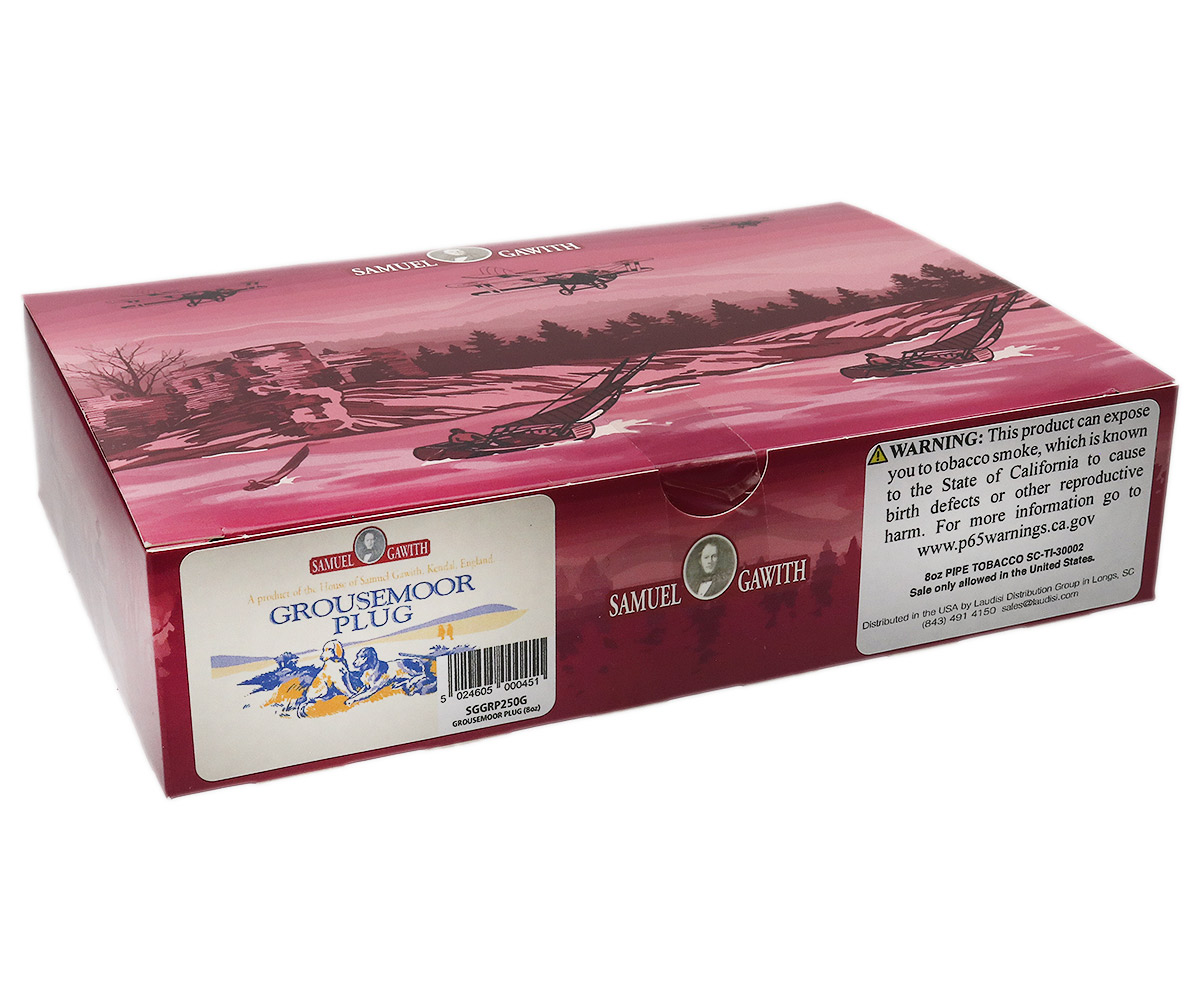 SAMUEL GAWITH
SAMUEL GAWITH
A product of the House of Samuel Gawith, Kendal, England.
GROUSEMOOR
PLUG
5 024605 000451
SGGRP250G
GROUSEMOOR PLUG (8oz)
SAMUEL GAWITH
WARNING: This product can expose
you to tobacco smoke, which is known
to the State of California to cause
birth defects or other reproductive
harm. For more information go to
www.p65warnings.ca.gov
8oz PIPE TOBACCO SC-TI-30002
Sale only allowed in the United States.
Distributed in the USA by Laudisi Distribution Group in Longs, SC
(843) 491 4150 sales@laudisi.com